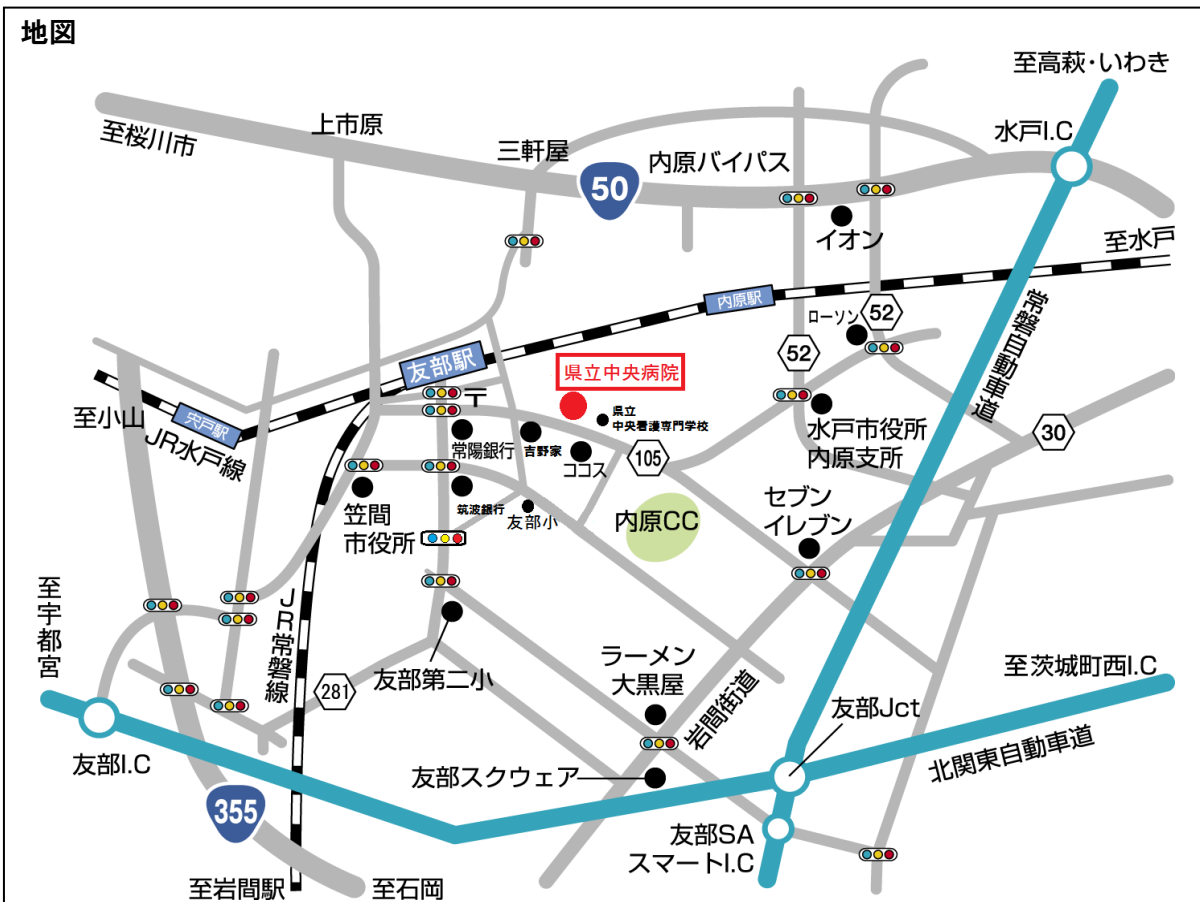 地図
至高萩・いわき
至桜川市
上市原
三軒屋
内原バイパス
水戸I.C
50
イオン
至水戸
内原駅
ローソン
52
52
常磐自動車道
友部駅
県立中央病院
〒
県立
中央看護専門学校
至小山
宍戸駅
JR水戸線
常陽銀行
吉野家
ココス
105
水戸市役所
内原支所
30
笠間
市役所
筑波銀行
友部小
内原CC
セブン
イレブン
至宇都宮
JR常磐線
281
友部第二小
ラーメン
大黒屋
岩間街道
至茨城町西I.C
友部Jct
友部I.C
友部スクウェア
北関東自動車道
355
友部SA
スマートI.C
至岩間駅
至石岡